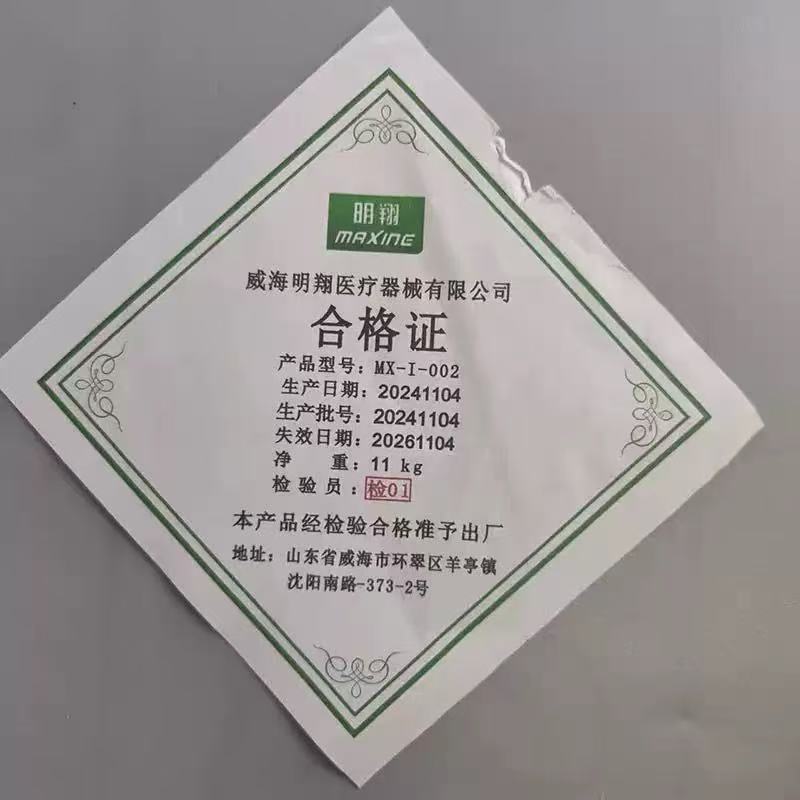 明翔
MAXINE
威海明翔医疗器械有限公司
合格证
产品型号：MX-I-002
生产日期：20241104
生产批号：20241104
失效日期：20261104
净　　重：11 kg
检 验 员：检01
本产品经检验合格准予出厂
地址：山东省威海市环翠区羊亭镇
沈阳南路-373-2号